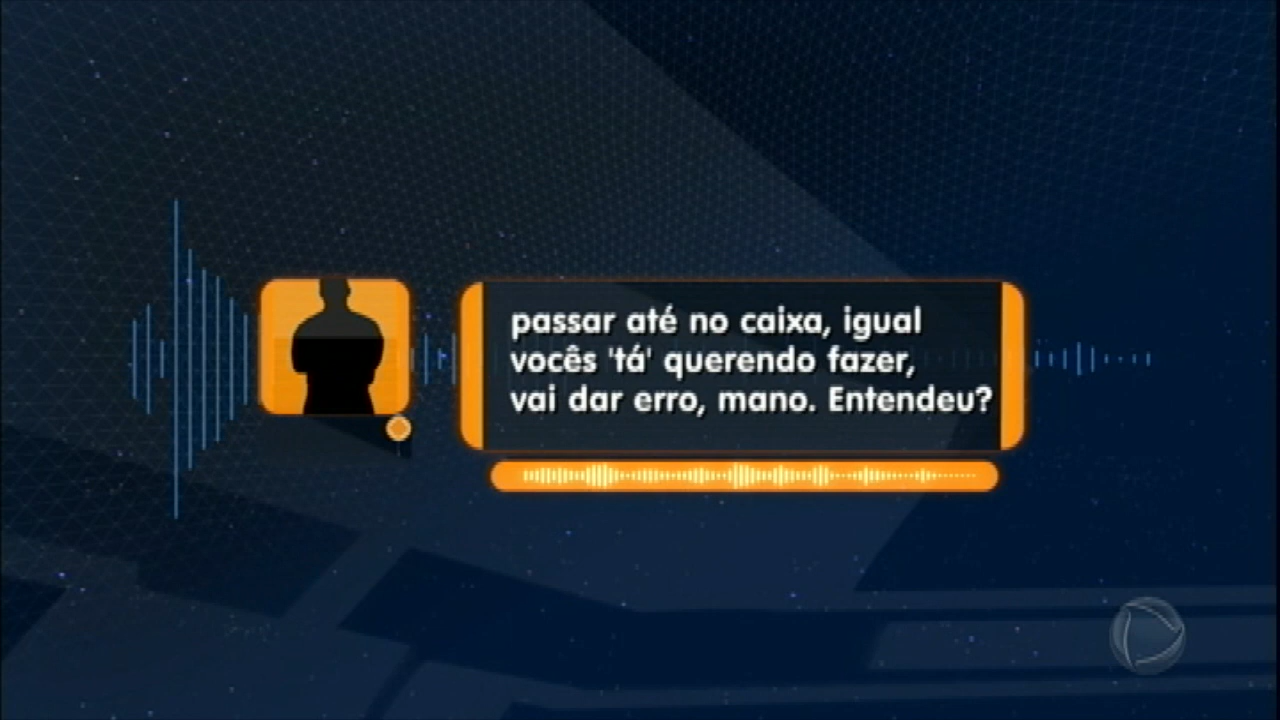 passar até no caixa, igual
vocês 'tá' querendo fazer,
vai dar erro, mano. Entendeu?